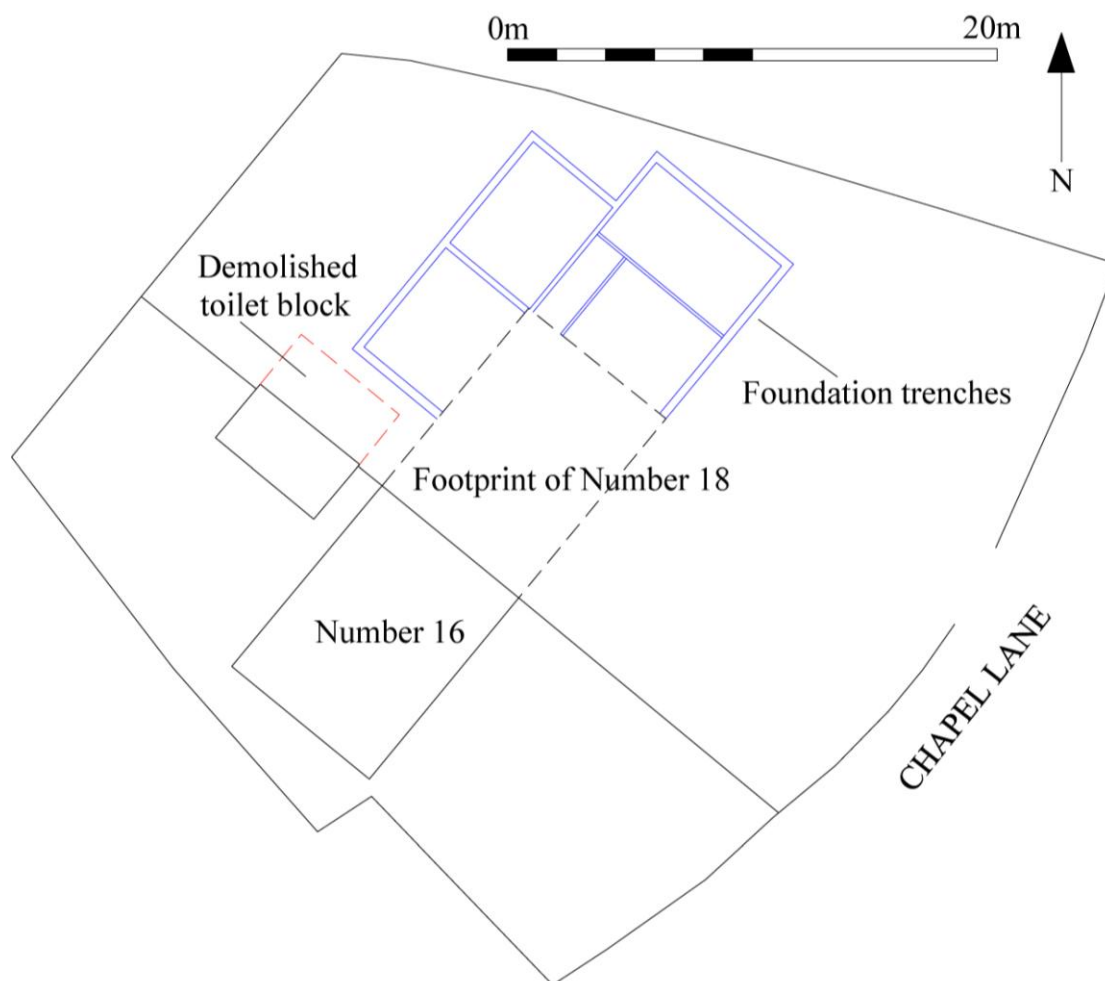 0m
20m
N
Demolished
toilet block
Foundation trenches
Footprint of Number 18
Number 16
CHAPEL LANE